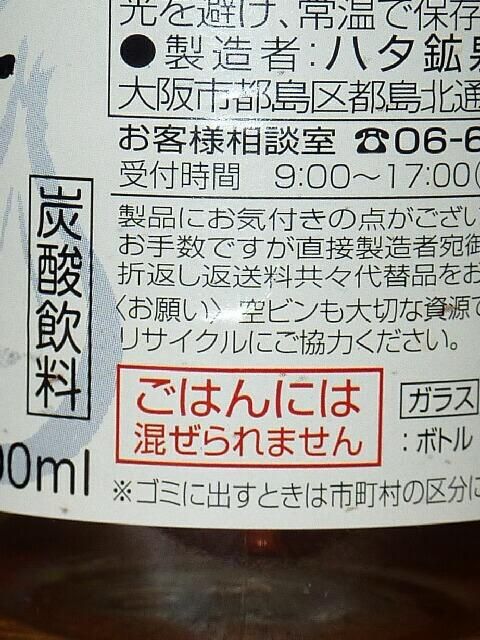 光を避け、常温で保存
●製造者:ハタ鉱泉
大阪市都島区都島北通
お客様相談室 ☎06-6
受付時間 9:00〜17:00(
製品にお気付きの点がござい
お手数ですが直接製造者宛御
折返し返送料共々代替品をお
〈お願い〉空ビンも大切な資源で
リサイクルにご協力ください。
炭酸飲料
ごはんには
混ぜられません
ガラス
:ボトル
00ml
※ゴミに出すときは市町村の区分に